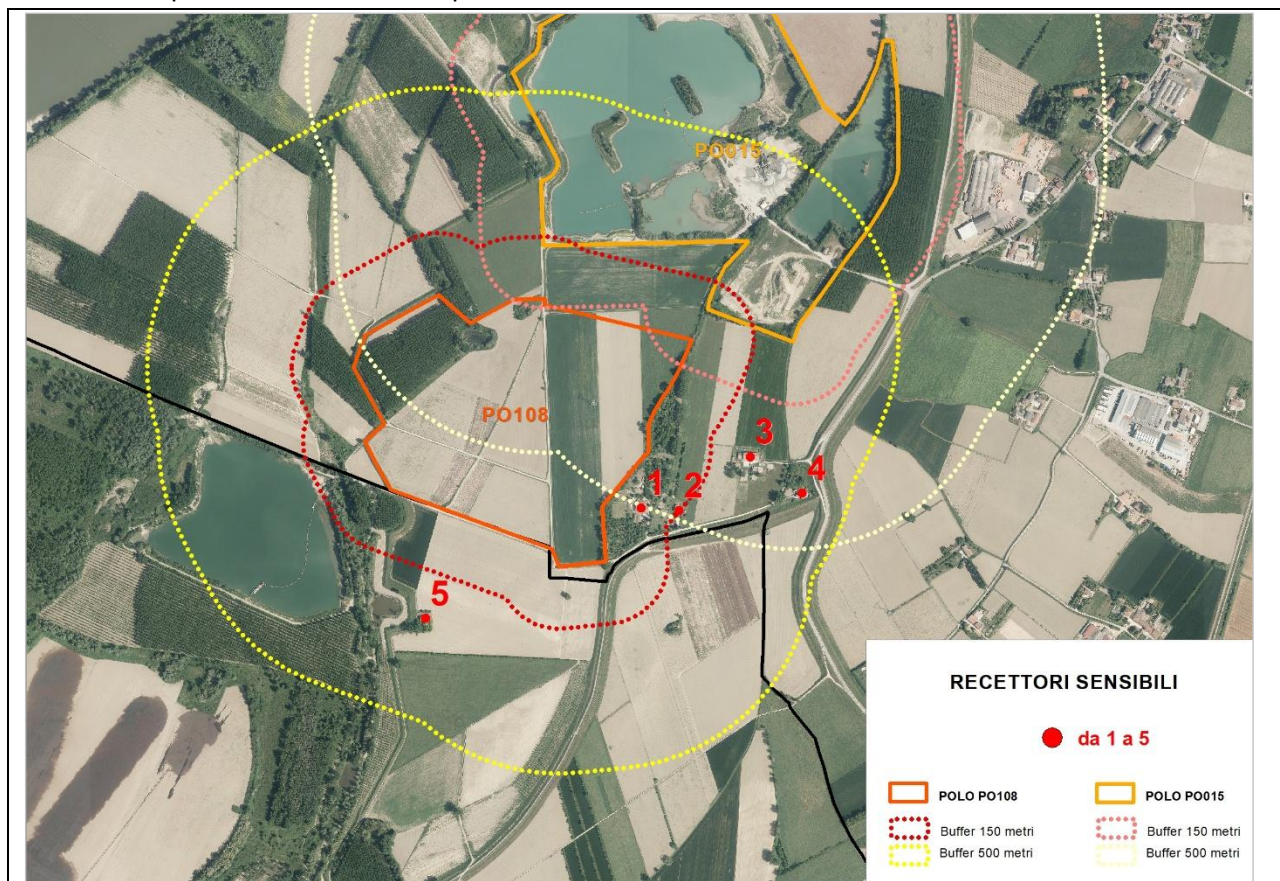 PO015
PO108
1
2
3
4
5
RECETTORI SENSIBILI
da 1 a 5
POLO PO108
POLO PO015
Buffer 150 metri
Buffer 150 metri
Buffer 500 metri
Buffer 500 metri